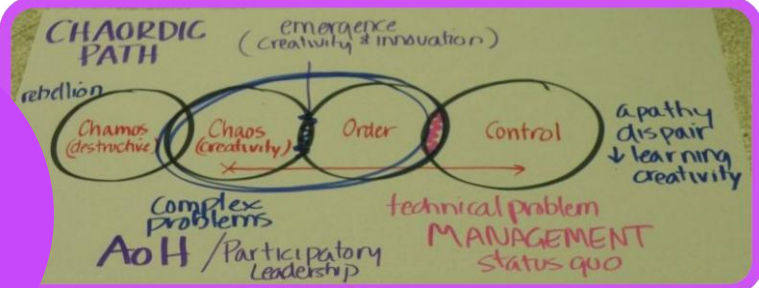 CHAORDIC
PATH
emergence
(creativity & innovation)
rebellion
Chamos
(destructive)
Chaos
(creativity)
Order
Control
apathy
dispair
↓ learning
creativity
complex
problems
technical problem
AoH / Participatory
Leadership
MANAGEMENT
status quo